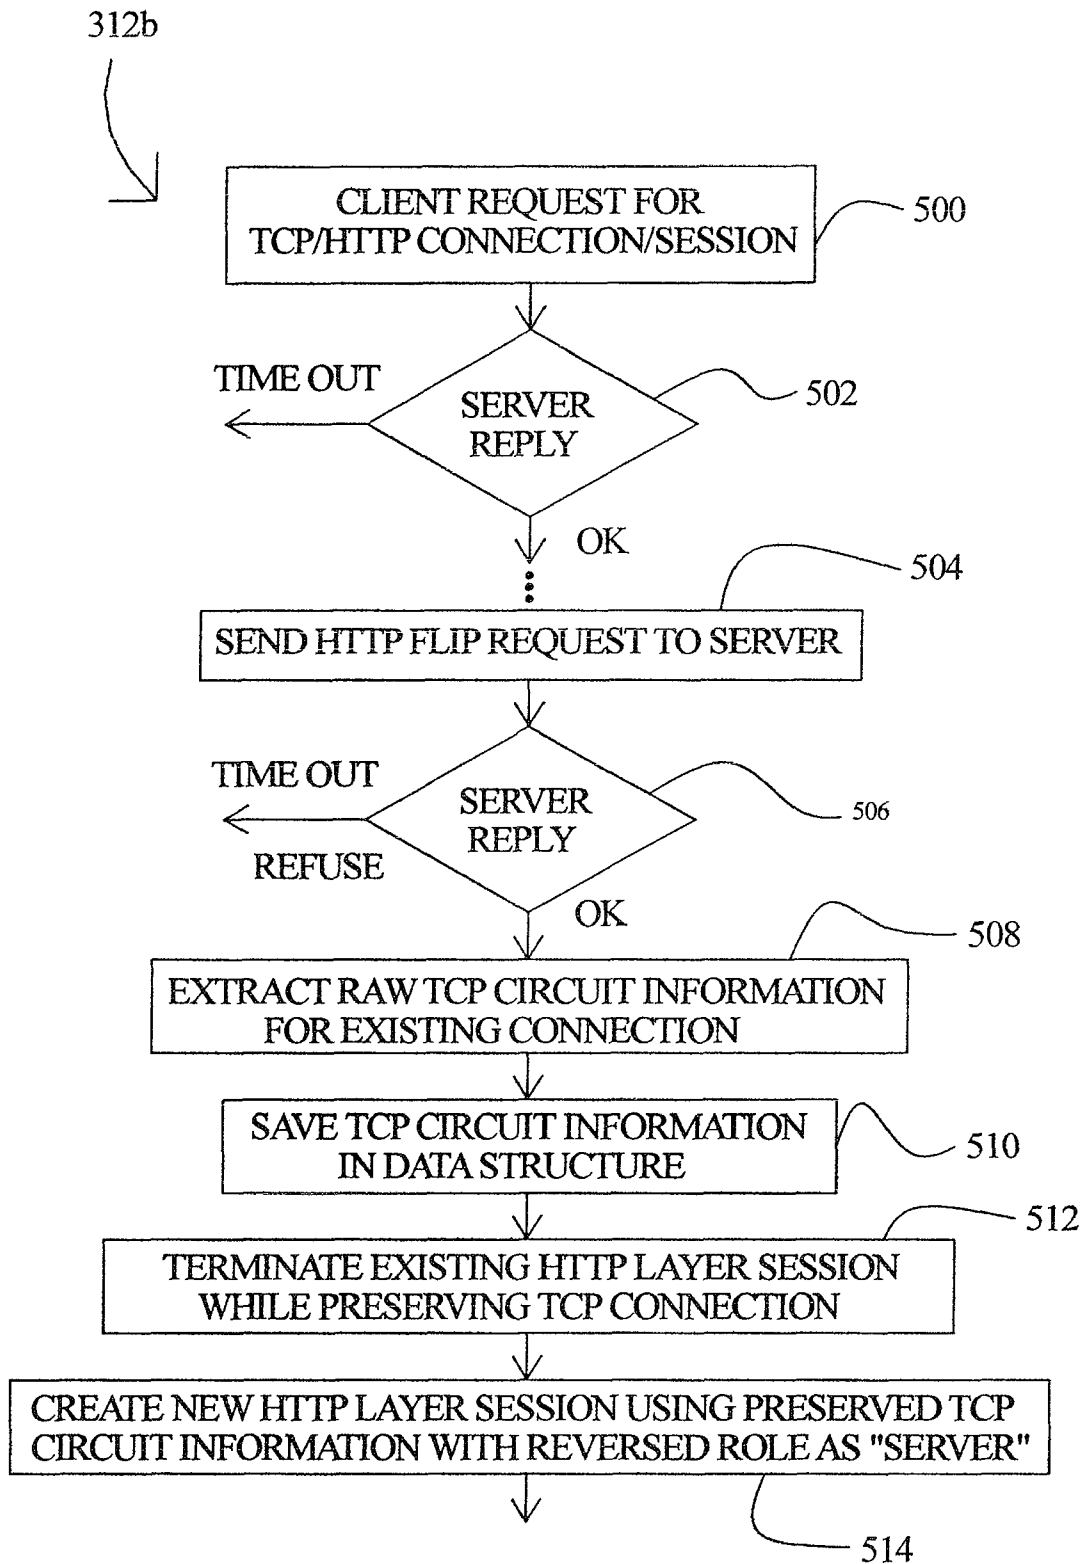 312b
CLIENT REQUEST FOR
TCP/HTTP CONNECTION/SESSION
500
TIME OUT
SERVER
REPLY
502
OK
504
SEND HTTP FLIP REQUEST TO SERVER
TIME OUT
SERVER
REPLY
506
REFUSE
OK
508
EXTRACT RAW TCP CIRCUIT INFORMATION
FOR EXISTING CONNECTION
SAVE TCP CIRCUIT INFORMATION
IN DATA STRUCTURE
510
512
TERMINATE EXISTING HTTP LAYER SESSION
WHILE PRESERVING TCP CONNECTION
CREATE NEW HTTP LAYER SESSION USING PRESERVED TCP
CIRCUIT INFORMATION WITH REVERSED ROLE AS "SERVER"
514